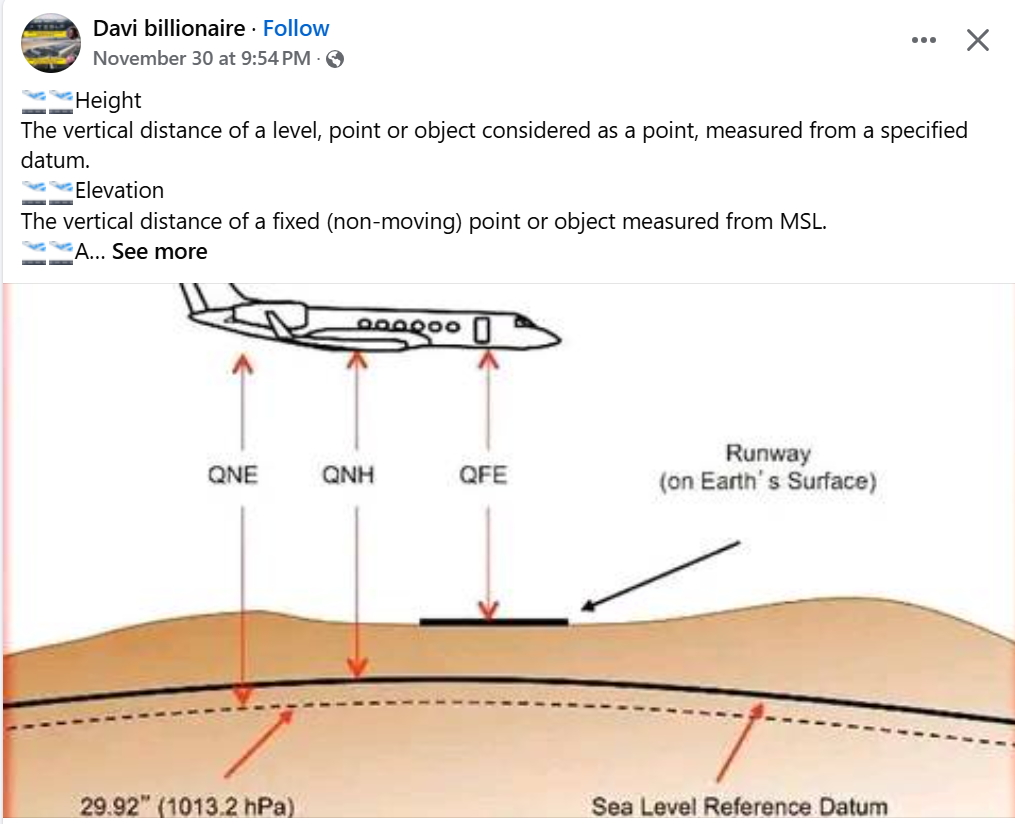 Davi billionaire · Follow
November 30 at 9:54 PM ·
🛫🛫Height
The vertical distance of a level, point or object considered as a point, measured from a specified
datum.
🛫🛫Elevation
The vertical distance of a fixed (non-moving) point or object measured from MSL.
🛫🛫A... See more
QNE
QNH
QFE
Runway
(on Earth's Surface)
29.92” (1013.2 hPa)
Sea Level Reference Datum